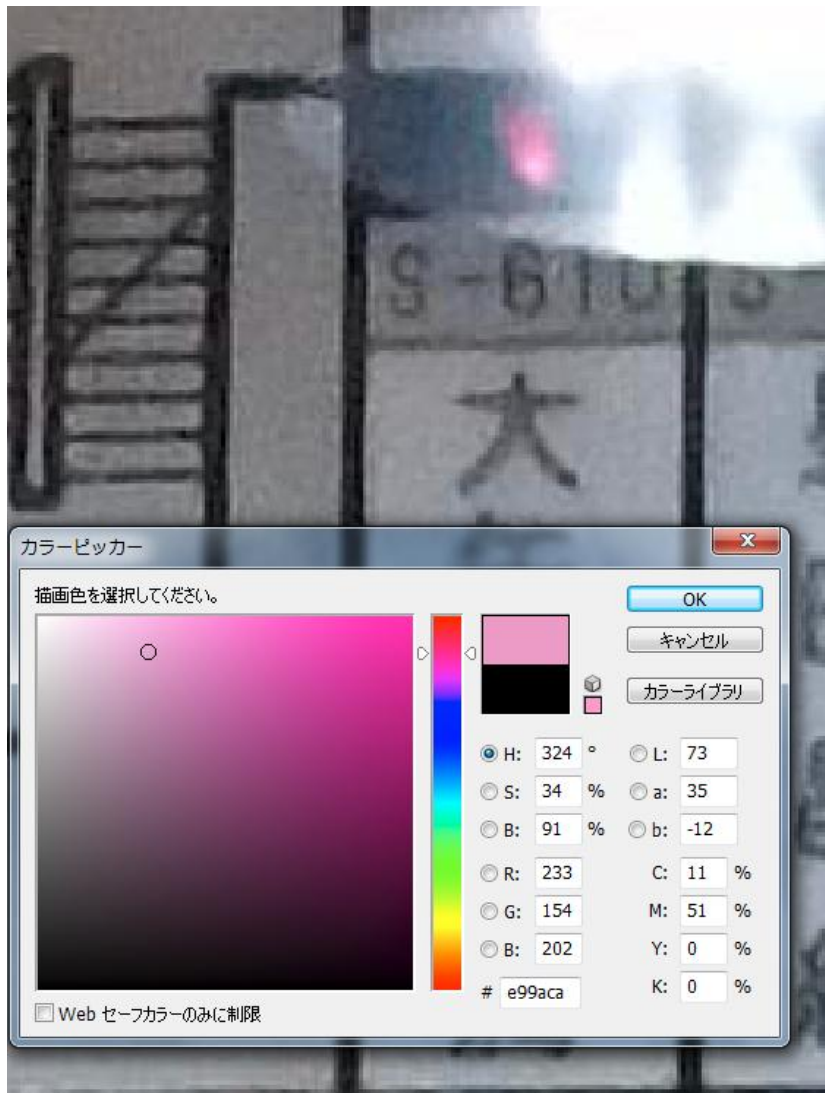 S-610
大
カラーピッカー
描画色を選択してください。
OK
キャンセル
カラーライブラリ
H: 324 °
L: 73
S: 34 %
a: 35
B: 91 %
b: -12
R: 233
C: 11 %
G: 154
M: 51 %
B: 202
Y: 0 %
# e99aca
K: 0 %
Web セーフカラーのみに制限